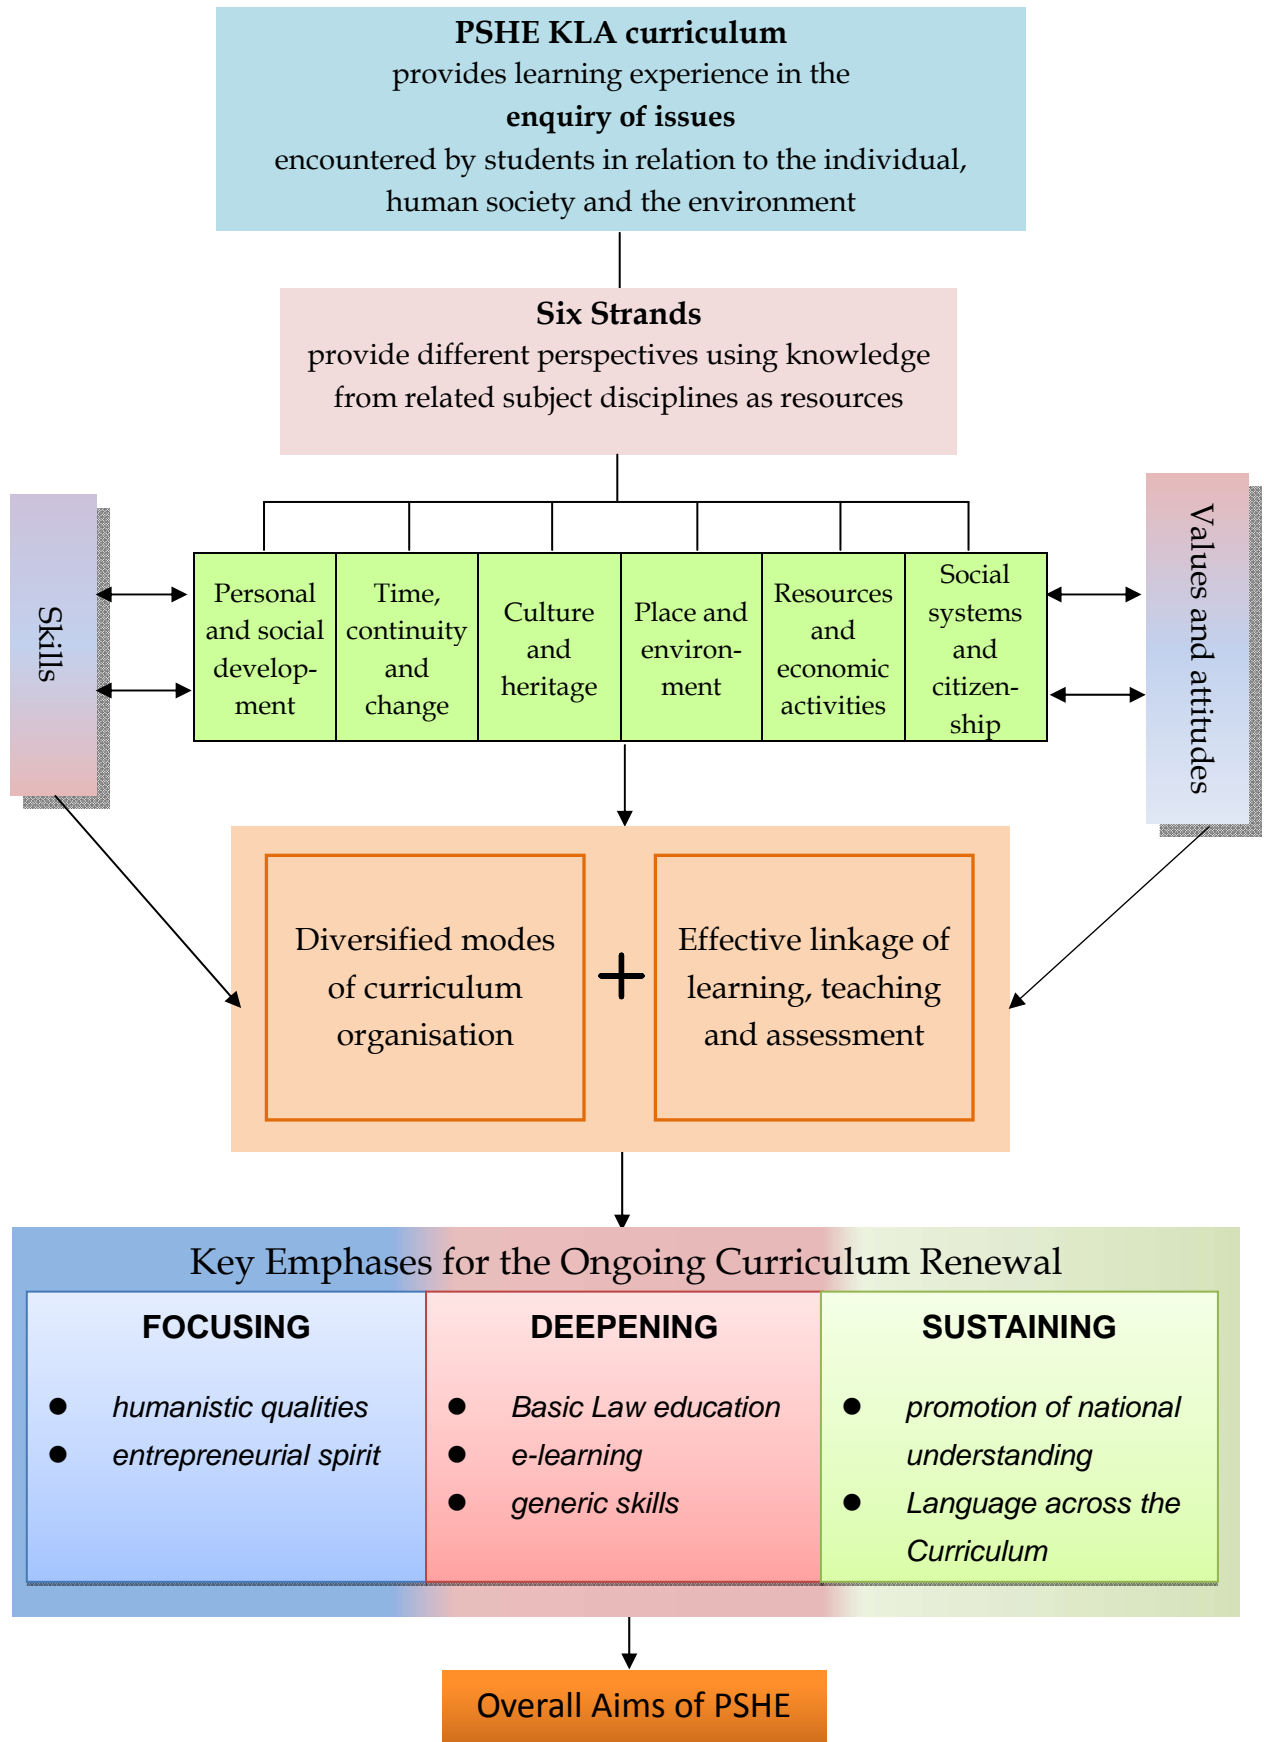 PSHE KLA curriculum
provides learning experience in the
enquiry of issues
encountered by students in relation to the individual,
human society and the environment
Six Strands
provide different perspectives using knowledge
from related subject disciplines as resources
Skills
Personal
and social
develop-
ment
Time,
continuity
and
change
Culture
and
heritage
Place and
environ-
ment
Resources
and
economic
activities
Social
systems
and
citizen-
ship
Values and attitudes
Diversified modes
of curriculum
organisation
+
Effective linkage of
learning, teaching
and assessment
Key Emphases for the Ongoing Curriculum Renewal
FOCUSING
● humanistic qualities
● entrepreneurial spirit
DEEPENING
● Basic Law education
● e-learning
● generic skills
SUSTAINING
● promotion of national
understanding
● Language across the
Curriculum
Overall Aims of PSHE